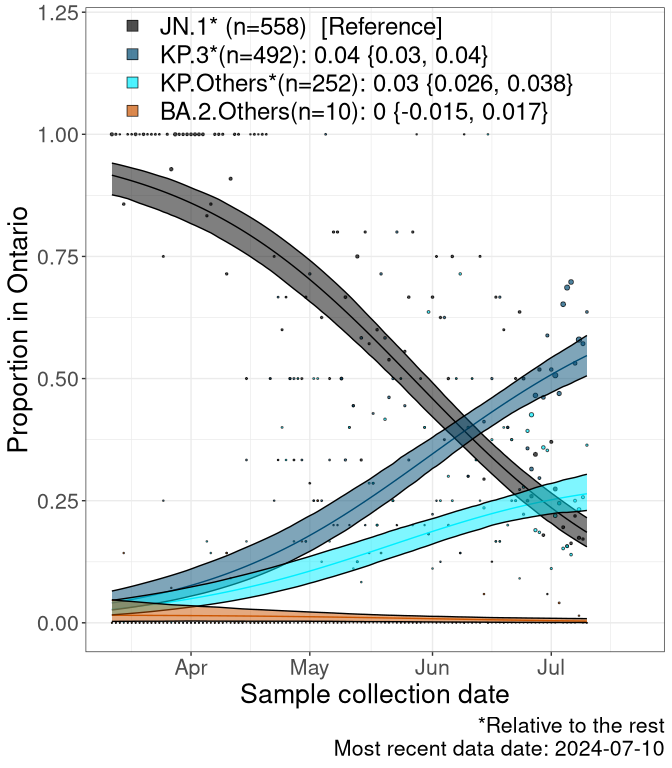 JN.1* (n=558)  [Reference]
KP.3*(n=492): 0.04 {0.03, 0.04}
KP.Others*(n=252): 0.03 {0.026, 0.038}
BA.2.Others(n=10): 0 {-0.015, 0.017}
1.25
1.00
0.75
0.50
0.25
0.00
Proportion in Ontario
Apr May Jun Jul
Sample collection date
*Relative to the rest
Most recent data date: 2024-07-10